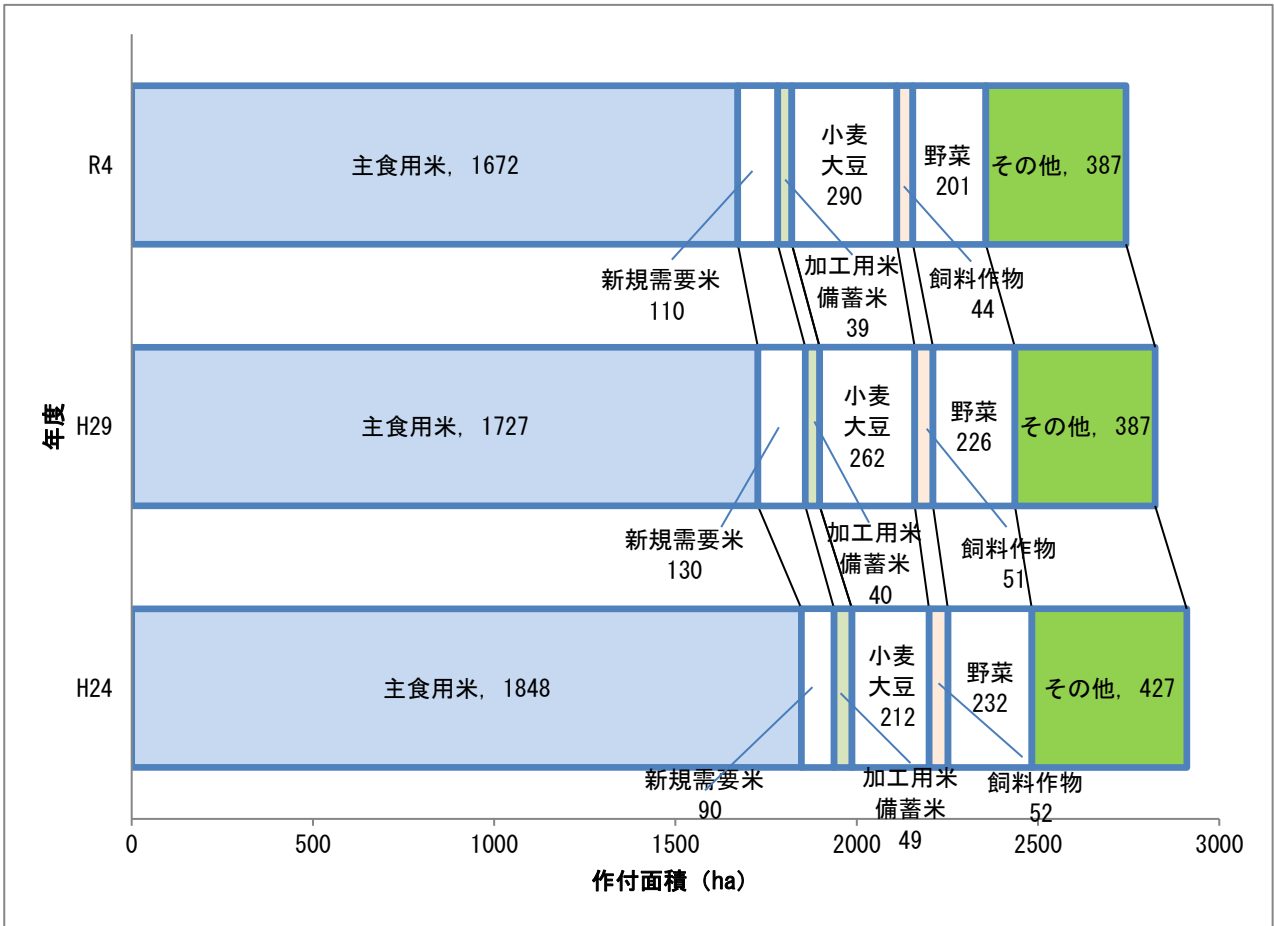 R4
主食用米, 1672
小麦
大豆
290
野菜
201
その他, 387
新規需要米
110
加工用米
備蓄米
39
飼料作物
44
年度
H29
主食用米, 1727
小麦
大豆
262
野菜
226
その他, 387
新規需要米
130
加工用米
備蓄米
40
飼料作物
51
H24
主食用米, 1848
小麦
大豆
212
野菜
232
その他, 427
新規需要米
90
加工用米
備蓄米
49
飼料作物
52
0
500
1000
1500
2000
2500
3000
作付面積（ha）